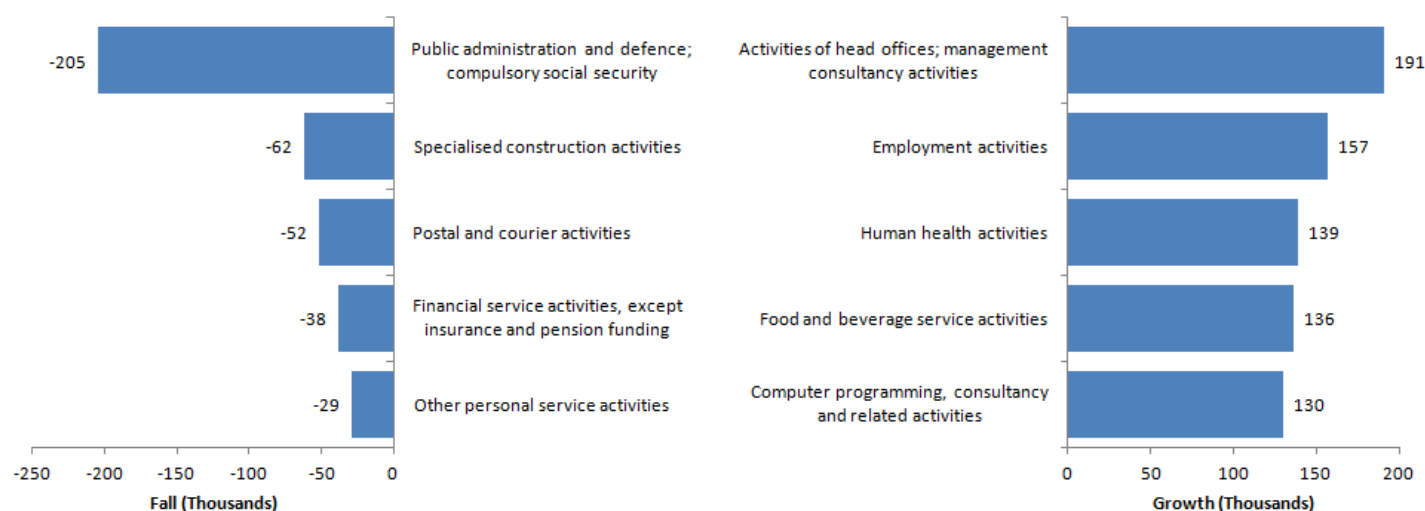 -205
Public administration and defence;
compulsory social security
-62
Specialised construction activities
-52
Postal and courier activities
-38
Financial service activities, except
insurance and pension funding
-29
Other personal service activities
-250 -200 -150 -100 -50 0
Fall (Thousands)
Activities of head offices; management
consultancy activities
191
Employment activities
157
Human health activities
139
Food and beverage service activities
136
Computer programming, consultancy
and related activities
130
0 50 100 150 200
Growth (Thousands)